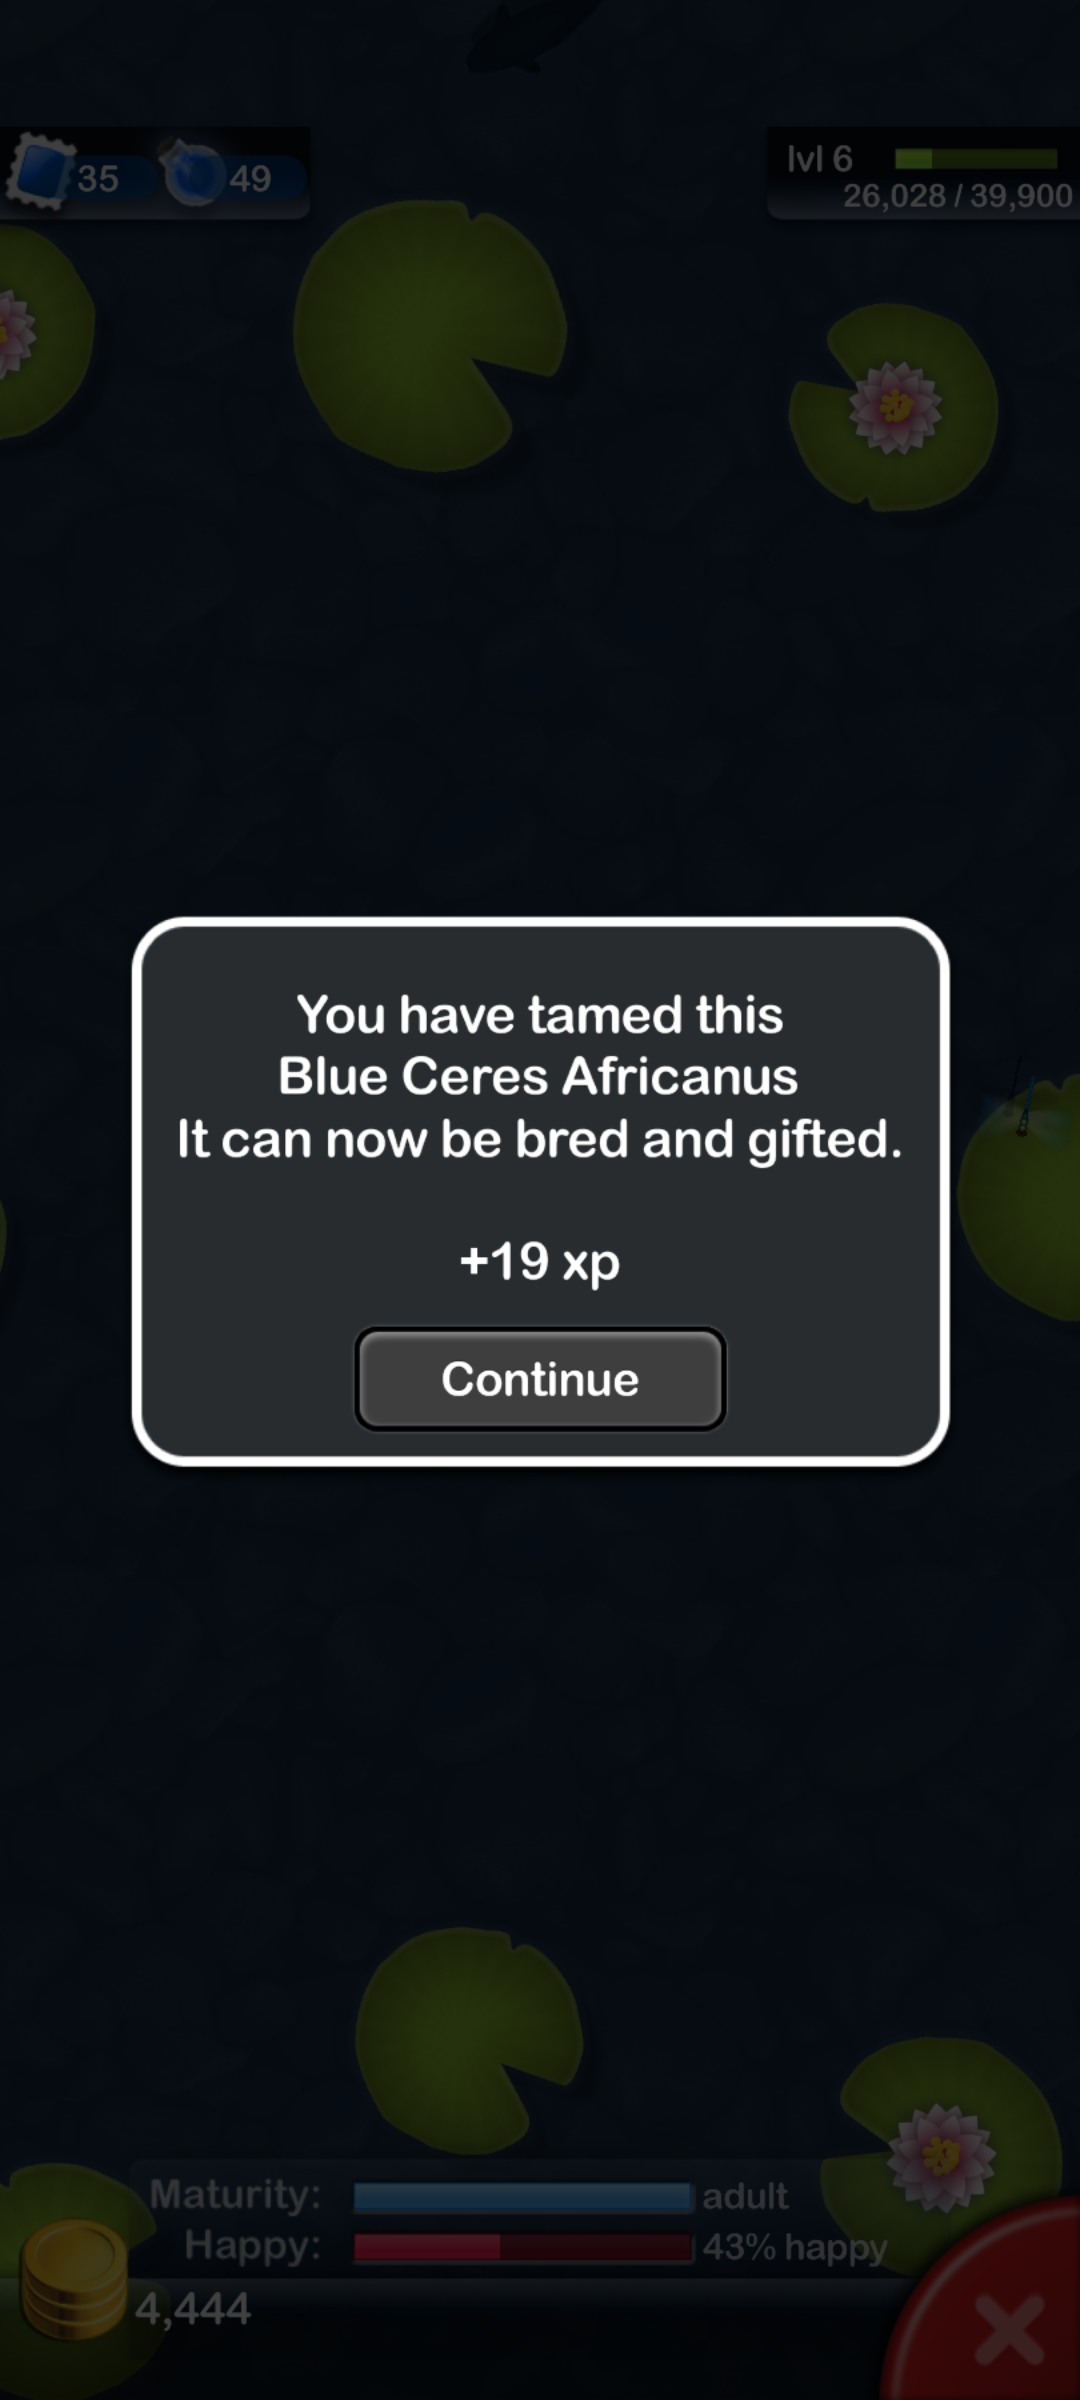 35 49 lvl 6
26,028 / 39,900
You have tamed this
Blue Ceres Africanus
It can now be bred and gifted.
+19 xp
Continue
Maturity: adult
Happy: 43% happy
4,444